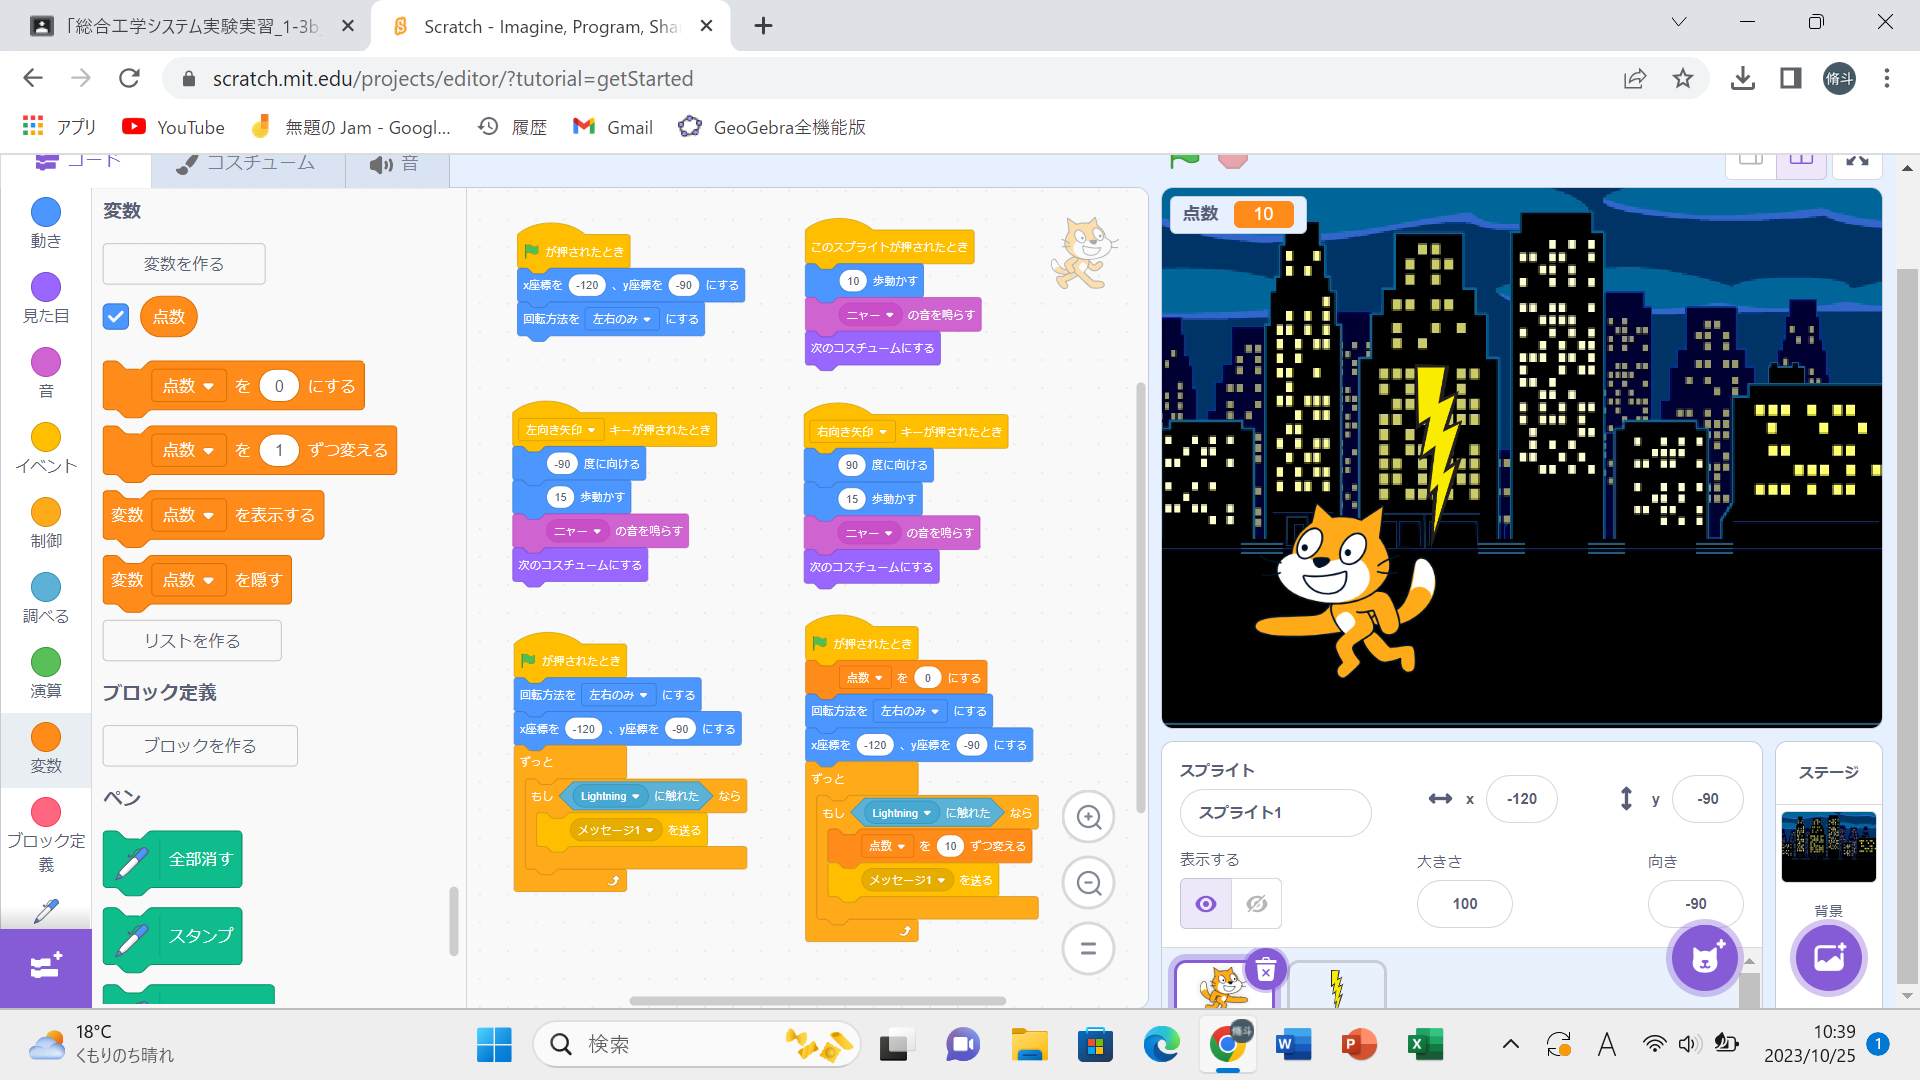 「総合工学システム実験実習_1-3b_
Scratch - Imagine, Program, Sha
scratch.mit.edu/projects/editor/?tutorial=getStarted
脩斗
アプリ
YouTube
無題の Jam - Googl...
履歴
Gmail
GeoGebra全機能版
コード
コスチューム
音
動き
見た目
音
イベント
制御
調べる
演算
変数
ブロック定
義
変数
変数を作る
点数
点数 を 0 にする
点数 を 1 ずつ変える
変数 点数 を表示する
変数 点数 を隠す
リストを作る
ブロック定義
ブロックを作る
ペン
全部消す
スタンプ
が押されたとき
x座標を -120 、y座標を -90 にする
回転方法を 左右のみ にする
このスプライトが押されたとき
10 歩動かす
ニャー の音を鳴らす
次のコスチュームにする
左向き矢印 キーが押されたとき
-90 度に向ける
15 歩動かす
ニャー の音を鳴らす
次のコスチュームにする
右向き矢印 キーが押されたとき
90 度に向ける
15 歩動かす
ニャー の音を鳴らす
次のコスチュームにする
が押されたとき
回転方法を 左右のみ にする
x座標を -120 、y座標を -90 にする
ずっと
もし Lightning に触れた なら
メッセージ1 を送る
が押されたとき
点数 を 0 にする
回転方法を 左右のみ にする
x座標を -120 、y座標を -90 にする
ずっと
もし Lightning に触れた なら
点数 を 10 ずつ変える
メッセージ1 を送る
点数 10
スプライト
スプライト1
x -120
y -90
表示する
大きさ
100
向き
-90
ステージ
背景
18°C
くもりのち晴れ
検索
脩斗
A
10:39
2023/10/25
1